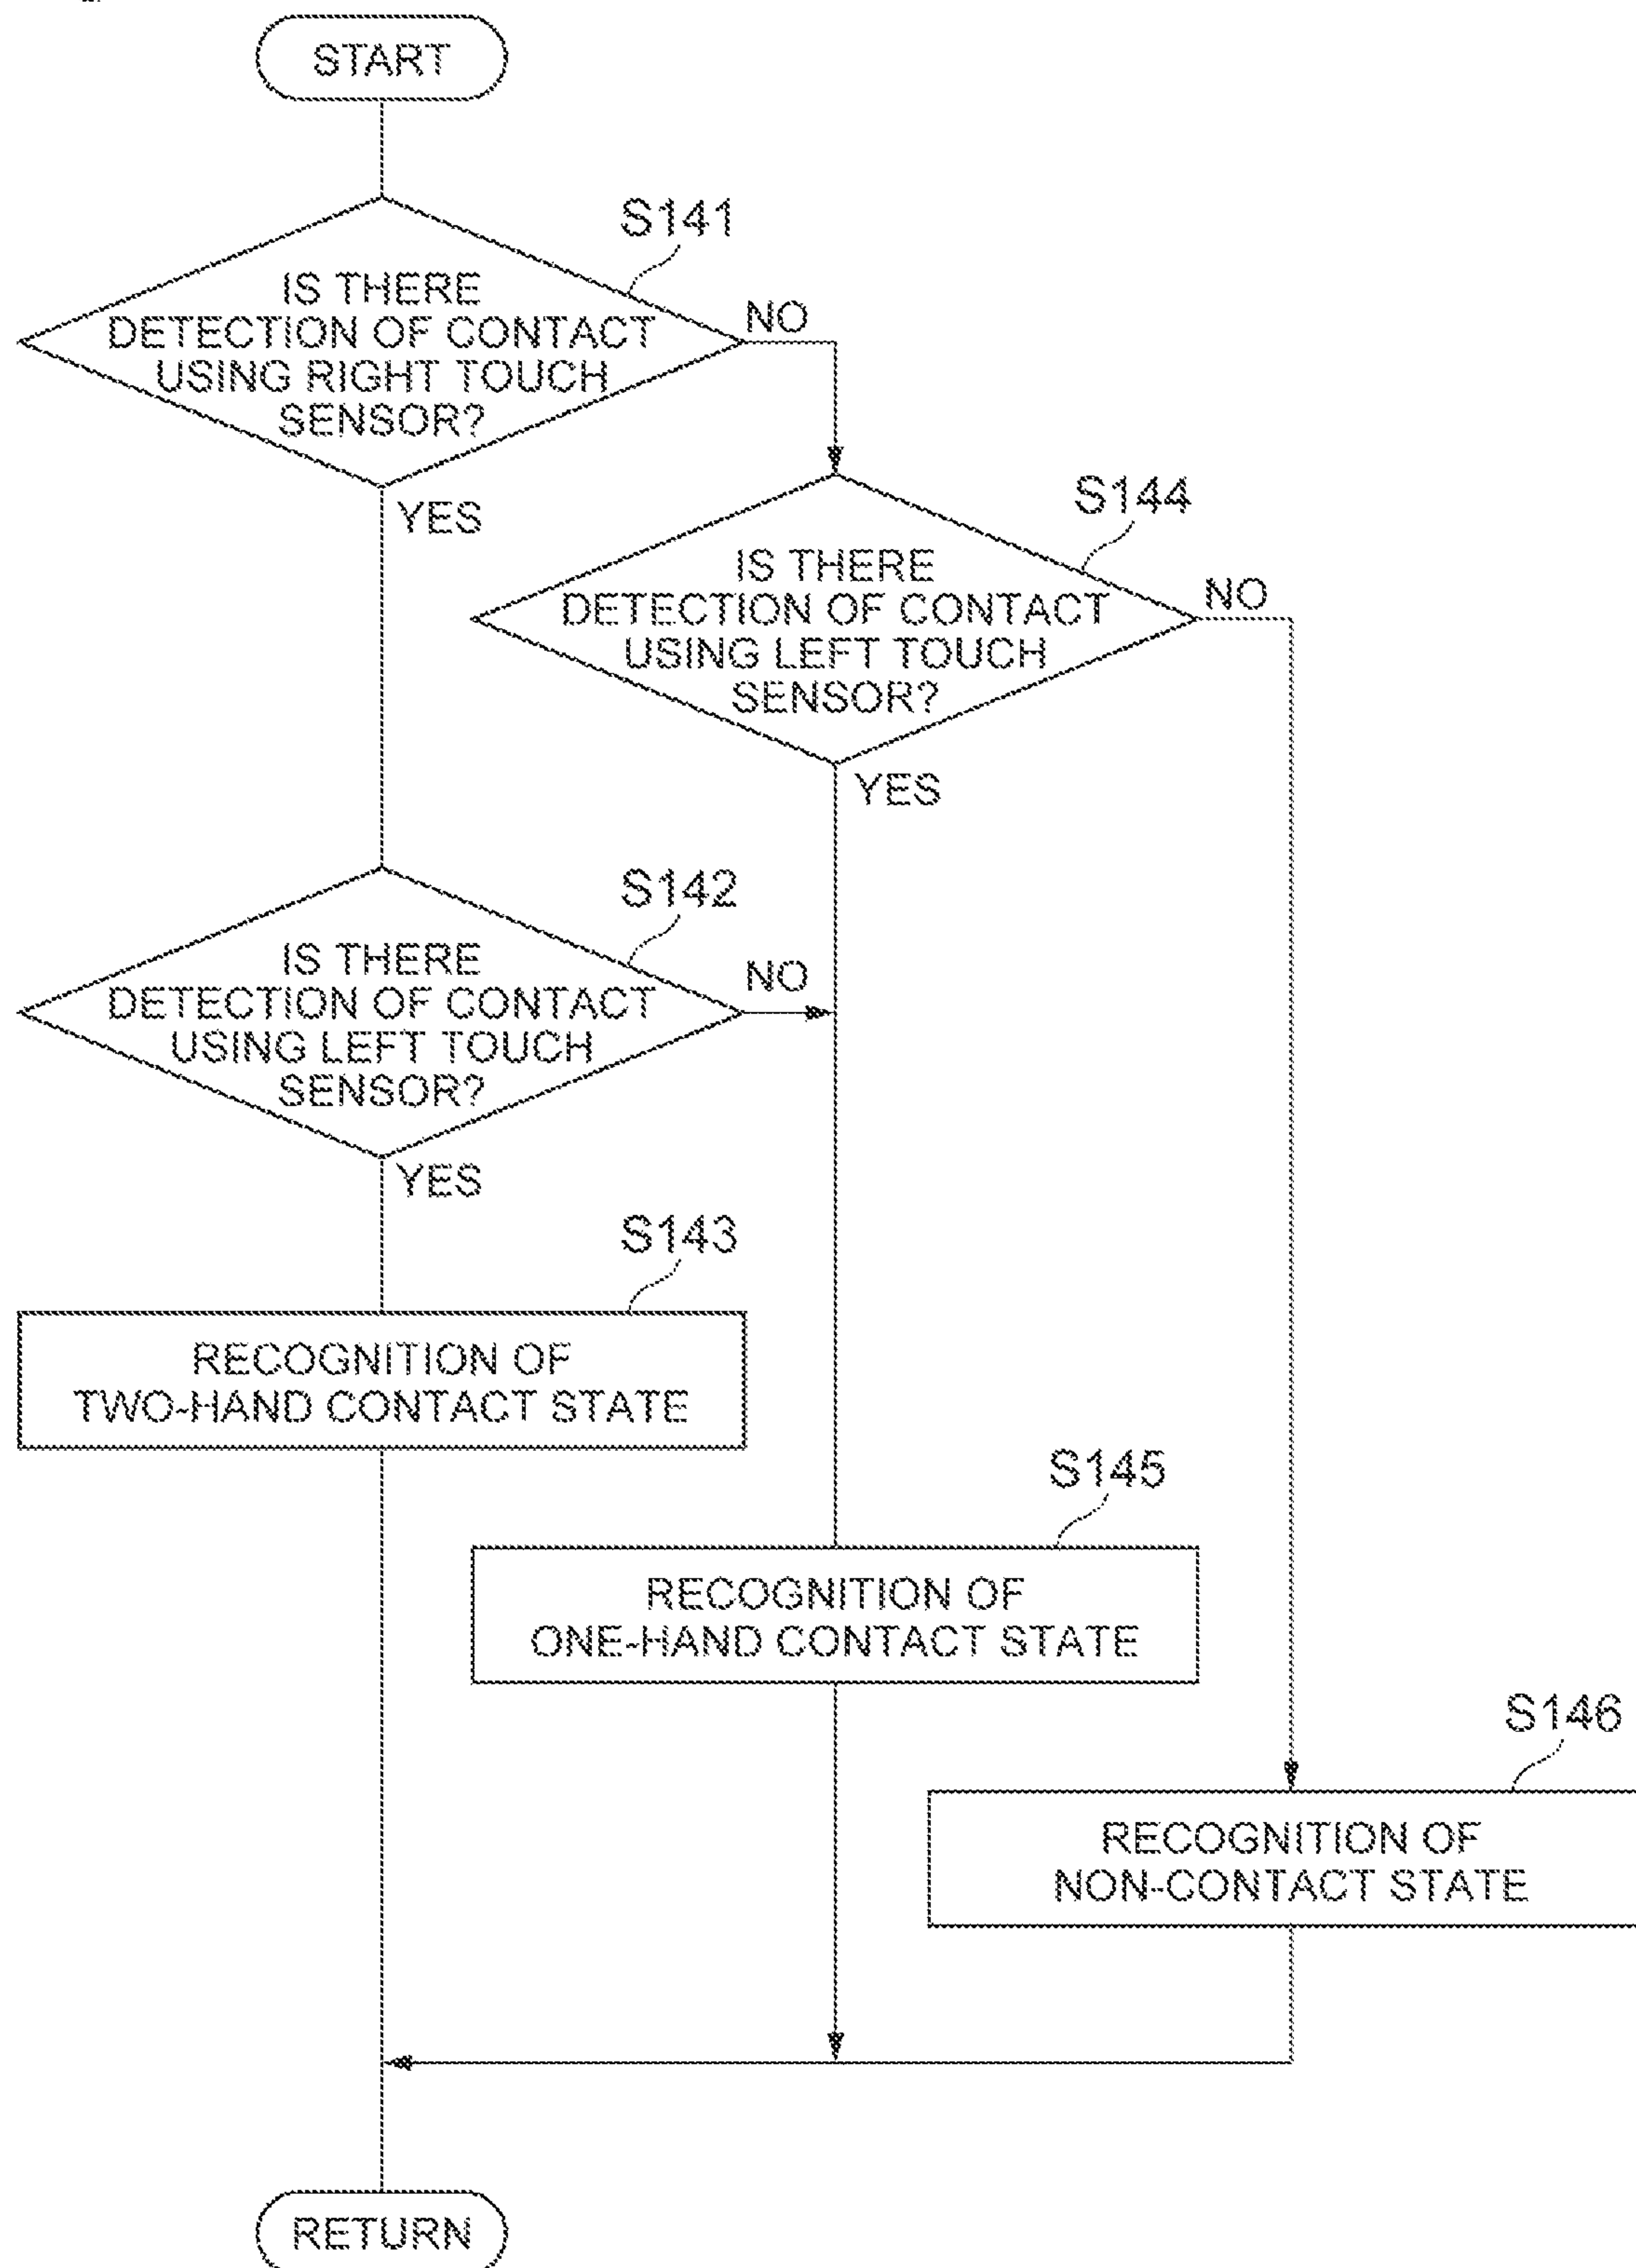 START
S141
IS THERE
DETECTION OF CONTACT
USING RIGHT TOUCH
SENSOR?
NO
YES
S144
IS THERE
DETECTION OF CONTACT
USING LEFT TOUCH
SENSOR?
NO
YES
S142
IS THERE
DETECTION OF CONTACT
USING LEFT TOUCH
SENSOR?
NO
YES
S143
RECOGNITION OF
TWO-HAND CONTACT STATE
S145
RECOGNITION OF
ONE-HAND CONTACT STATE
S146
RECOGNITION OF
NON-CONTACT STATE
RETURN